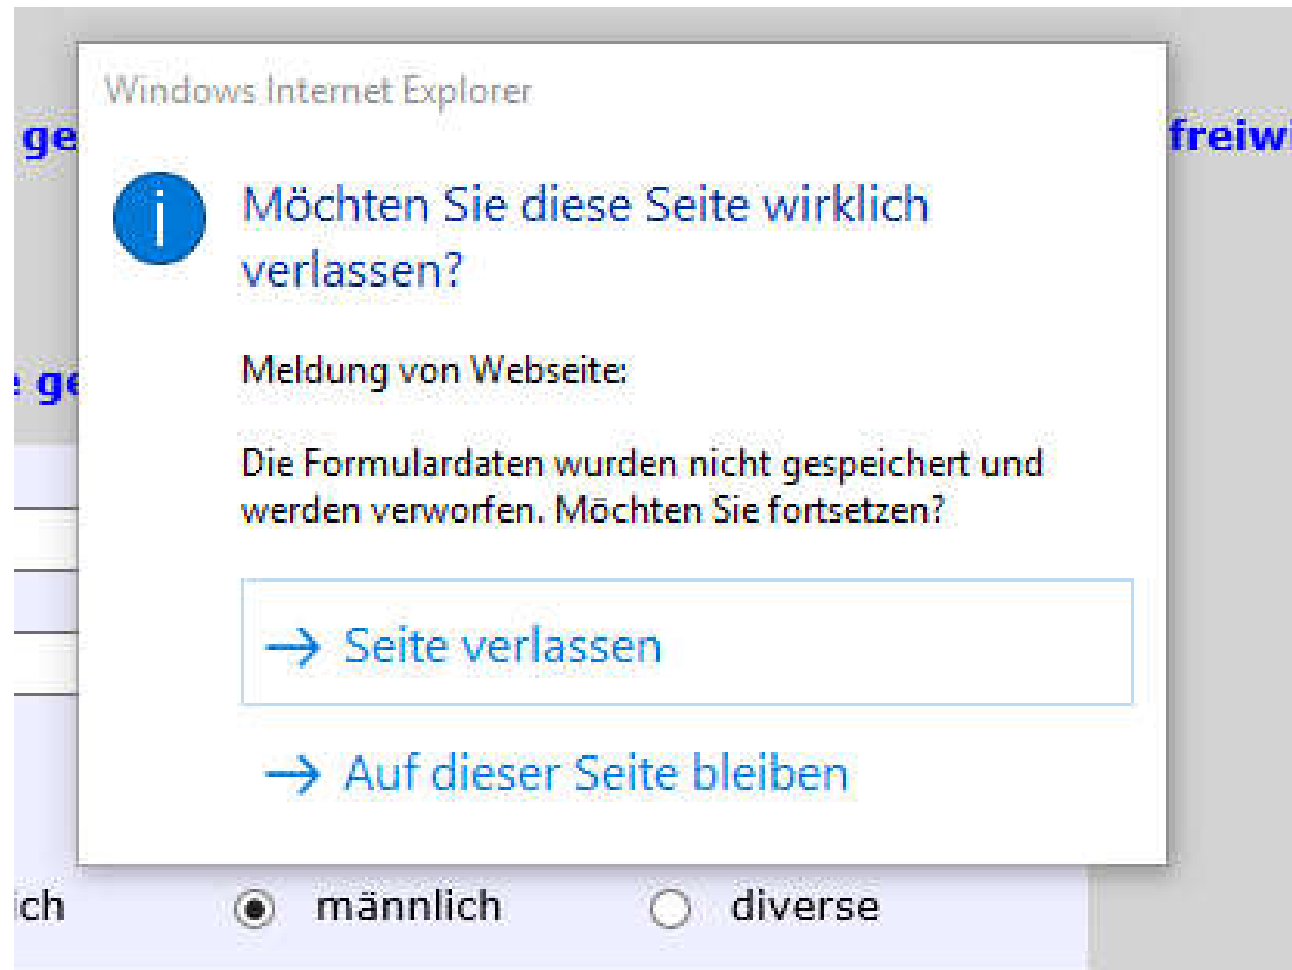 Windows Internet Explorer
Möchten Sie diese Seite wirklich
verlassen?
Meldung von Webseite:
Die Formulardaten wurden nicht gespeichert und
werden verworfen. Möchten Sie fortsetzen?
→ Seite verlassen
→ Auf dieser Seite bleiben
männlich diverse